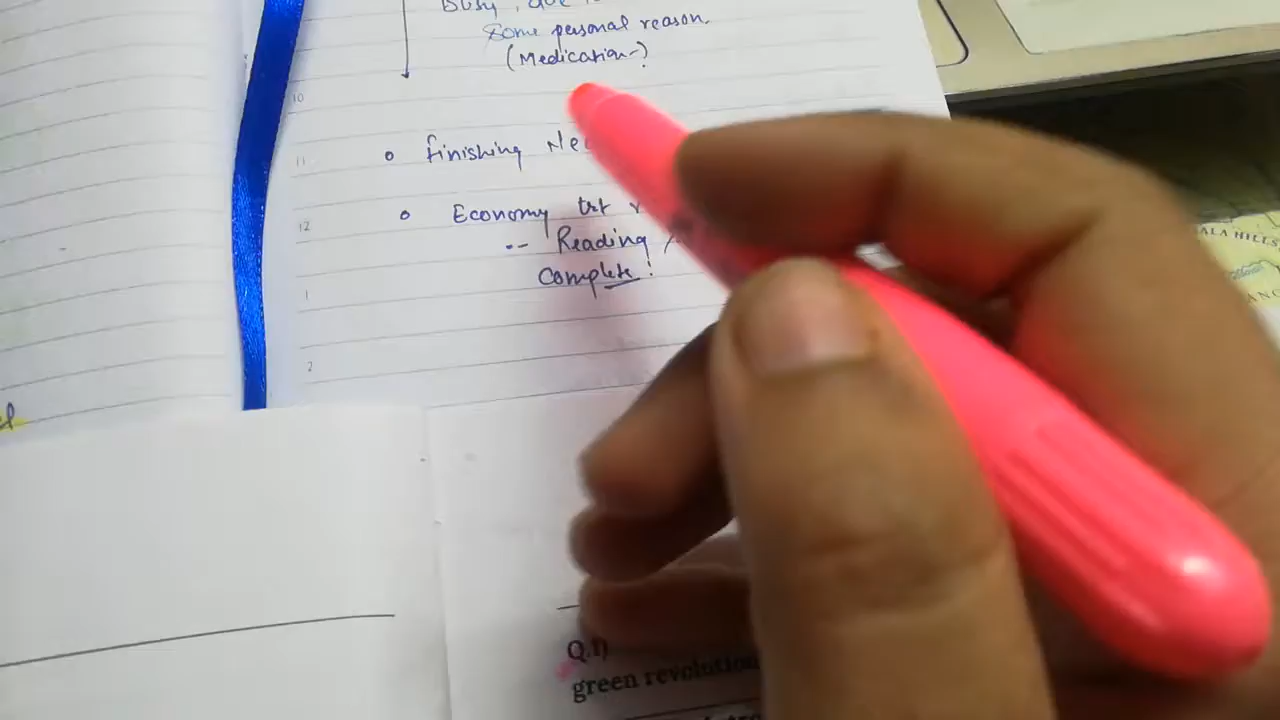 Busy, due
some personal reason.
(Medication)
10
11
finishing
12
Economy
-- Reading
complete!
1
2
Q.1)
green revolution
ALA HILLS